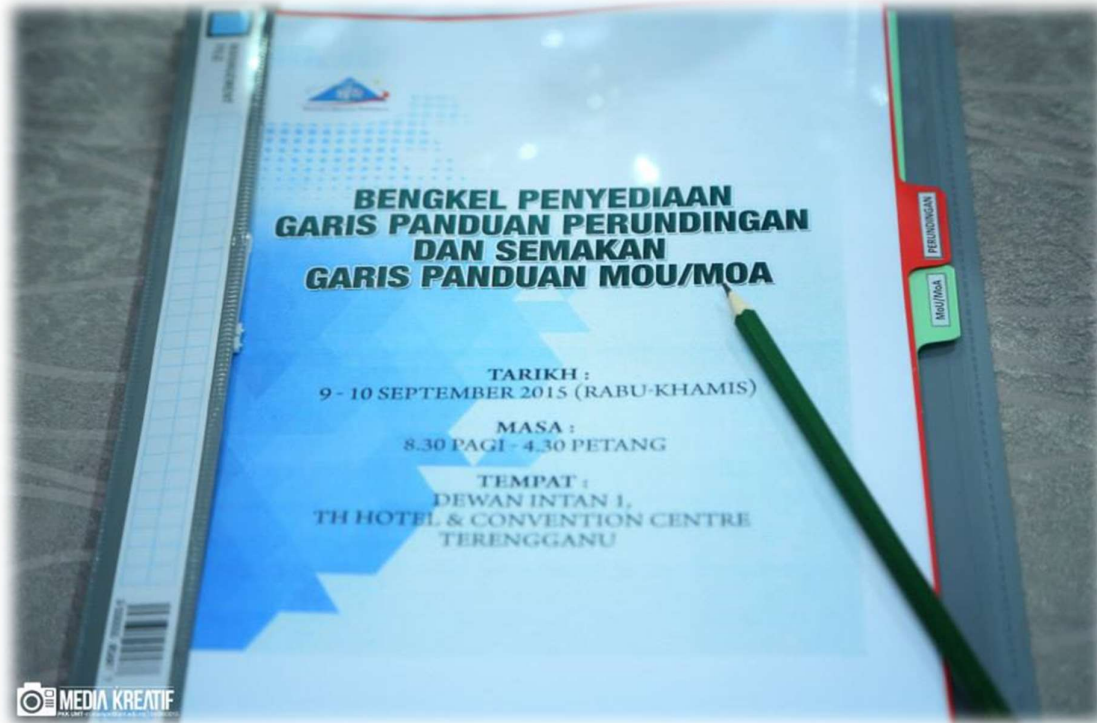 BENGKEL PENYEDIAAN
GARIS PANDUAN PERUNDINGAN
DAN SEMAKAN
GARIS PANDUAN MOU/MOA
TARIKH :
9 - 10 SEPTEMBER 2015 (RABU-KHAMIS)
MASA :
8.30 PAGI - 4.30 PETANG
TEMPAT :
DEWAN INTAN 1,
TH HOTEL & CONVENTION CENTRE
TERENGGANU
PERUNDINGAN
MoU/MoA
MEDIA KREATIF